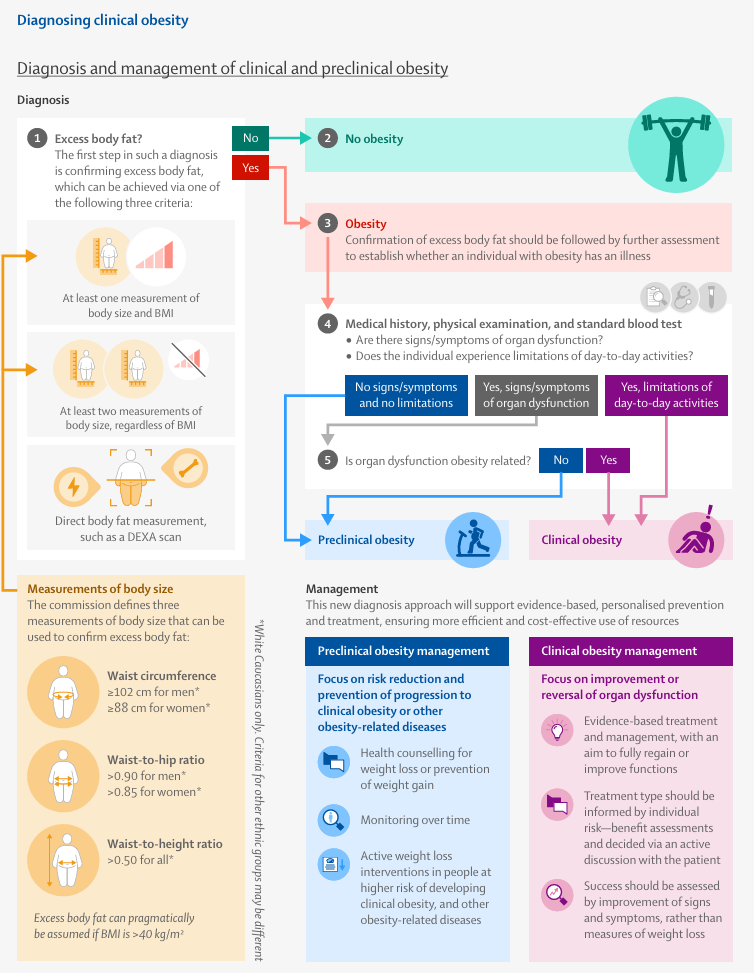 Diagnosing clinical obesity
Diagnosis and management of clinical and preclinical obesity
Diagnosis
1 Excess body fat?
The first step in such a diagnosis
is confirming excess body fat,
which can be achieved via one of
the following three criteria:
At least one measurement of
body size and BMI
At least two measurements of
body size, regardless of BMI
Direct body fat measurement,
such as a DEXA scan
No
Yes
2 No obesity
3 Obesity
Confirmation of excess body fat should be followed by further assessment
to establish whether an individual with obesity has an illness
4 Medical history, physical examination, and standard blood test
• Are there signs/symptoms of organ dysfunction?
• Does the individual experience limitations of day-to-day activities?
No signs/symptoms
and no limitations
Yes, signs/symptoms
of organ dysfunction
Yes, limitations of
day-to-day activities
5 Is organ dysfunction obesity related?
No
Yes
Preclinical obesity
Clinical obesity
Measurements of body size
The commission defines three
measurements of body size that can be
used to confirm excess body fat:
Waist circumference
≥102 cm for men*
≥88 cm for women*
Waist-to-hip ratio
>0.90 for men*
>0.85 for women*
Waist-to-height ratio
>0.50 for all*
Excess body fat can pragmatically
be assumed if BMI is >40 kg/m²
*White Caucasians only. Criteria for other ethnic groups may be different
Management
This new diagnosis approach will support evidence-based, personalised prevention
and treatment, ensuring more efficient and cost-effective use of resources
Preclinical obesity management
Focus on risk reduction and
prevention of progression to
clinical obesity or other
obesity-related diseases
Health counselling for
weight loss or prevention
of weight gain
Monitoring over time
Active weight loss
interventions in people at
higher risk of developing
clinical obesity, and other
obesity-related diseases
Clinical obesity management
Focus on improvement or
reversal of organ dysfunction
Evidence-based treatment
and management, with an
aim to fully regain or
improve functions
Treatment type should be
informed by individual
risk—benefit assessments
and decided via an active
discussion with the patient
Success should be assessed
by improvement of signs
and symptoms, rather than
measures of weight loss